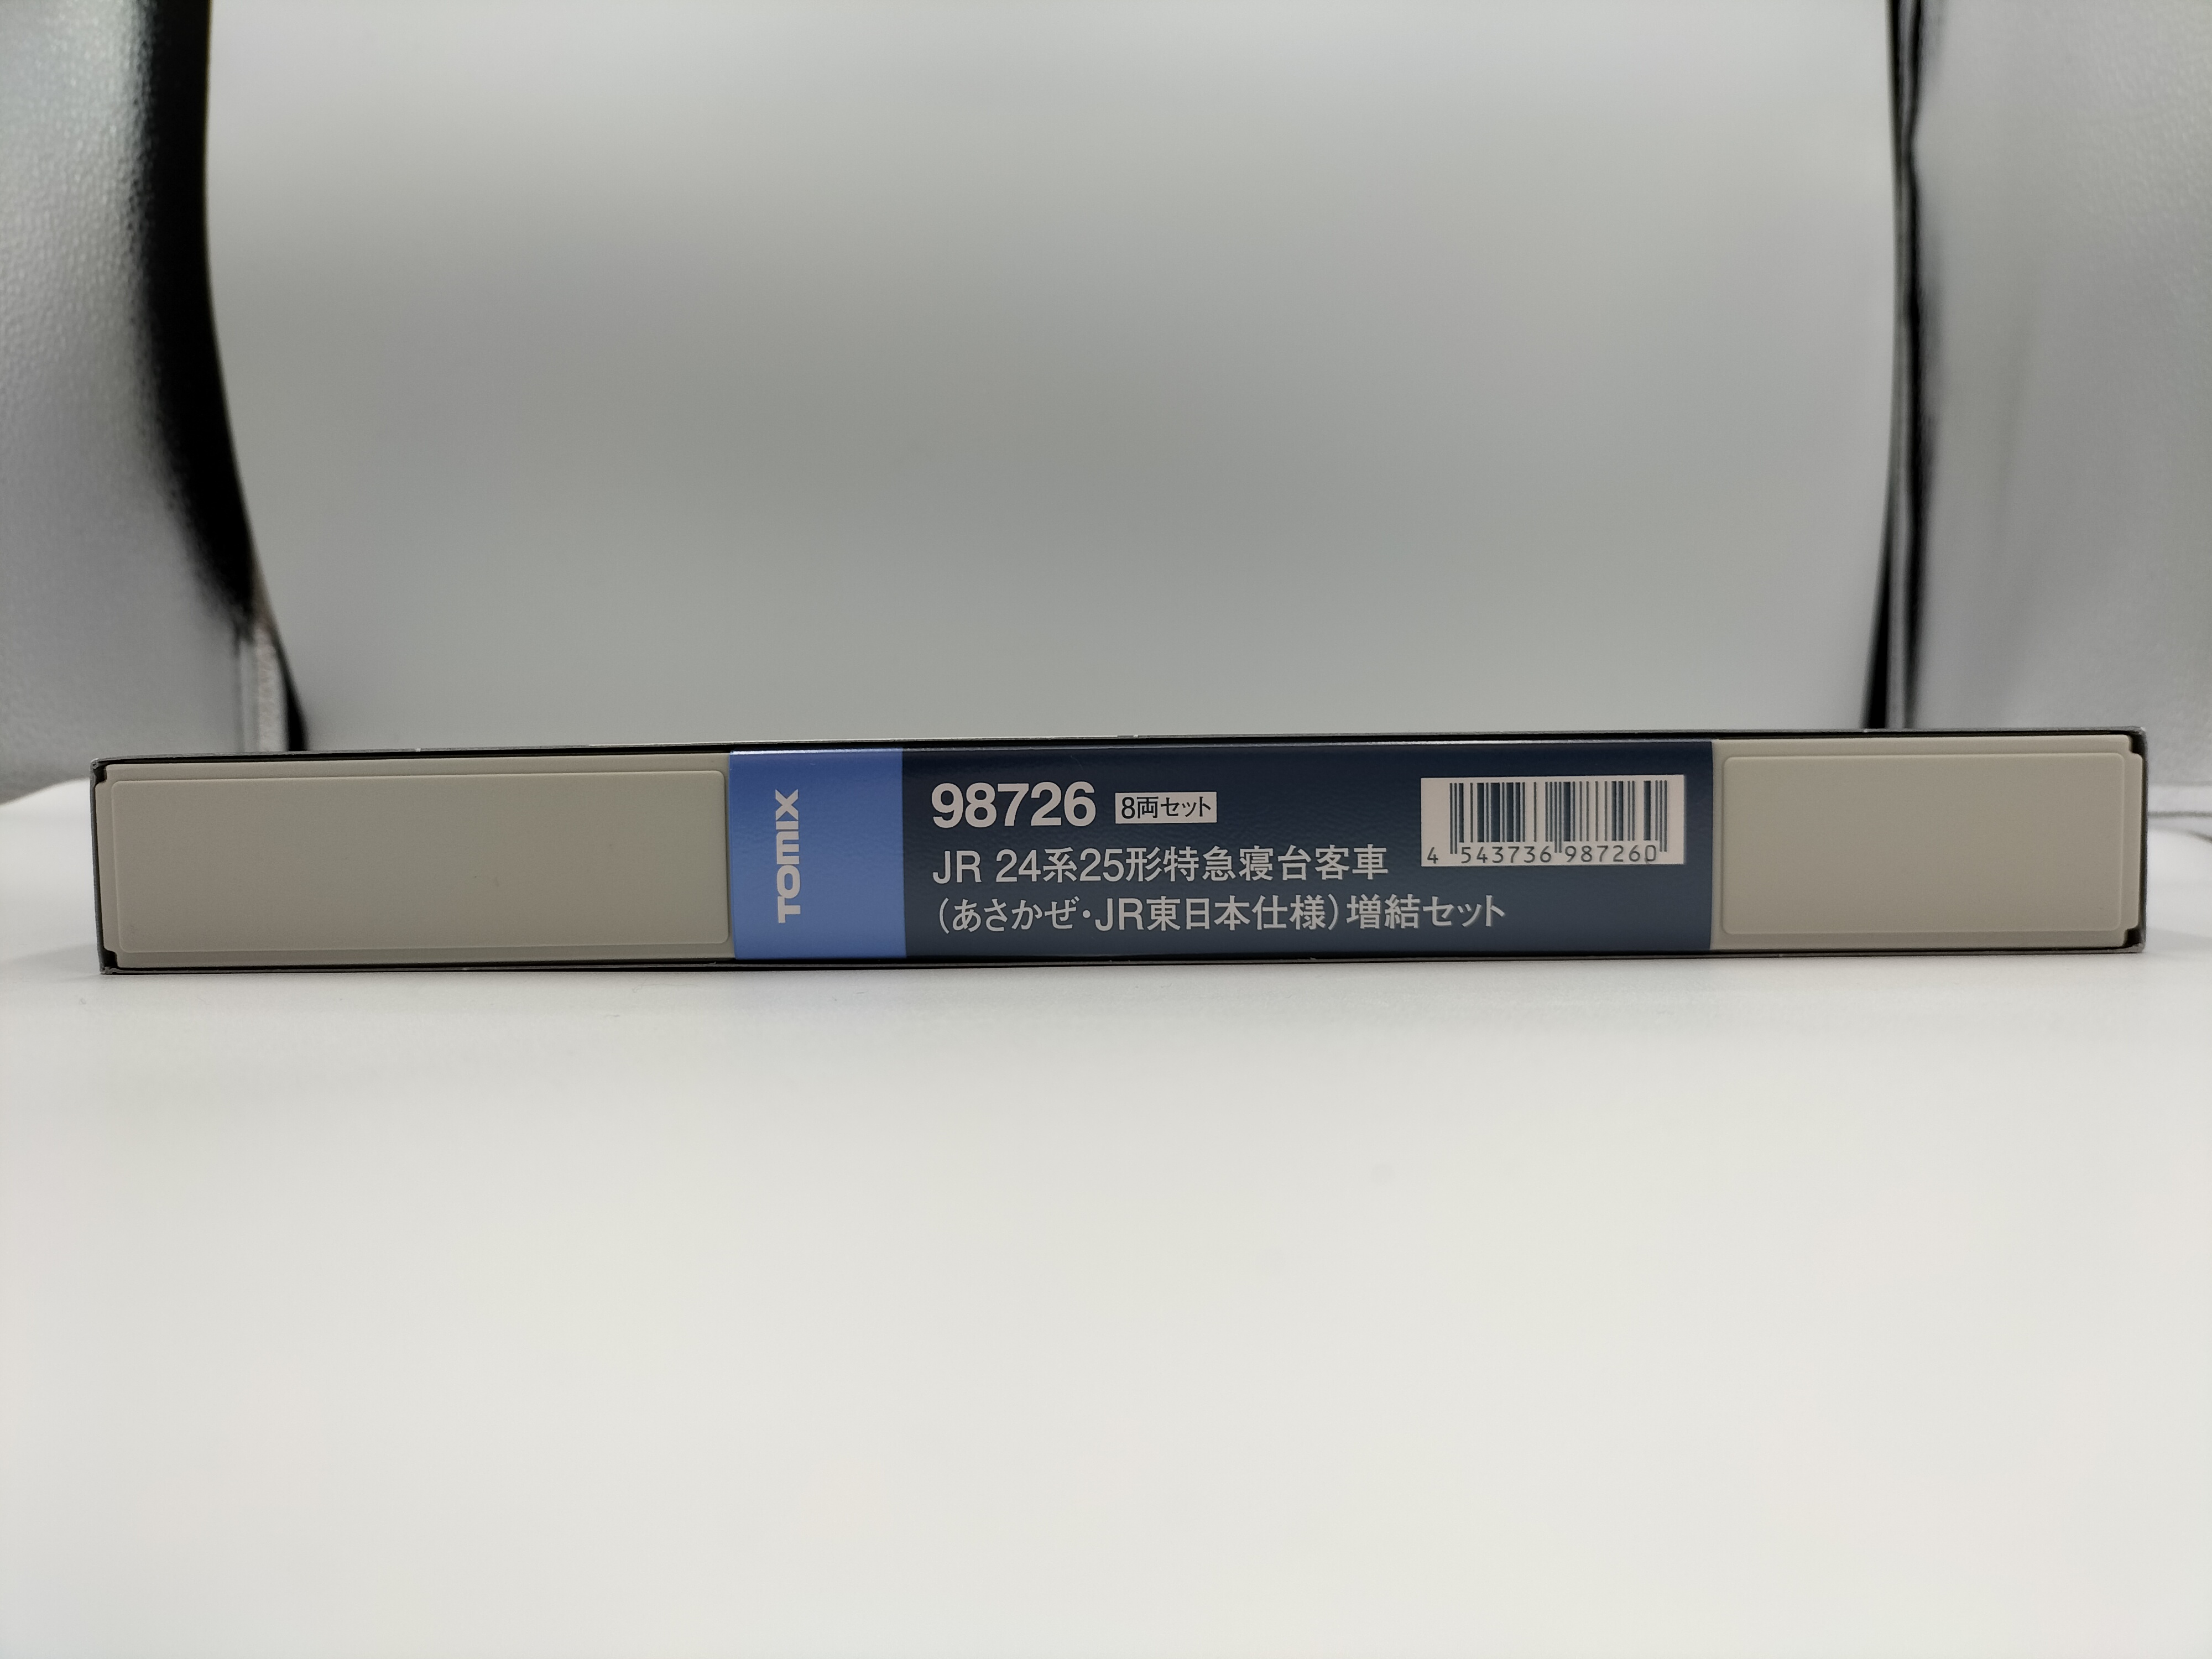 TOMIX
98726 8両セット
JR 24系25形特急寝台客車
(あさかぜ・JR東日本仕様)増結セット
4 543736 987260